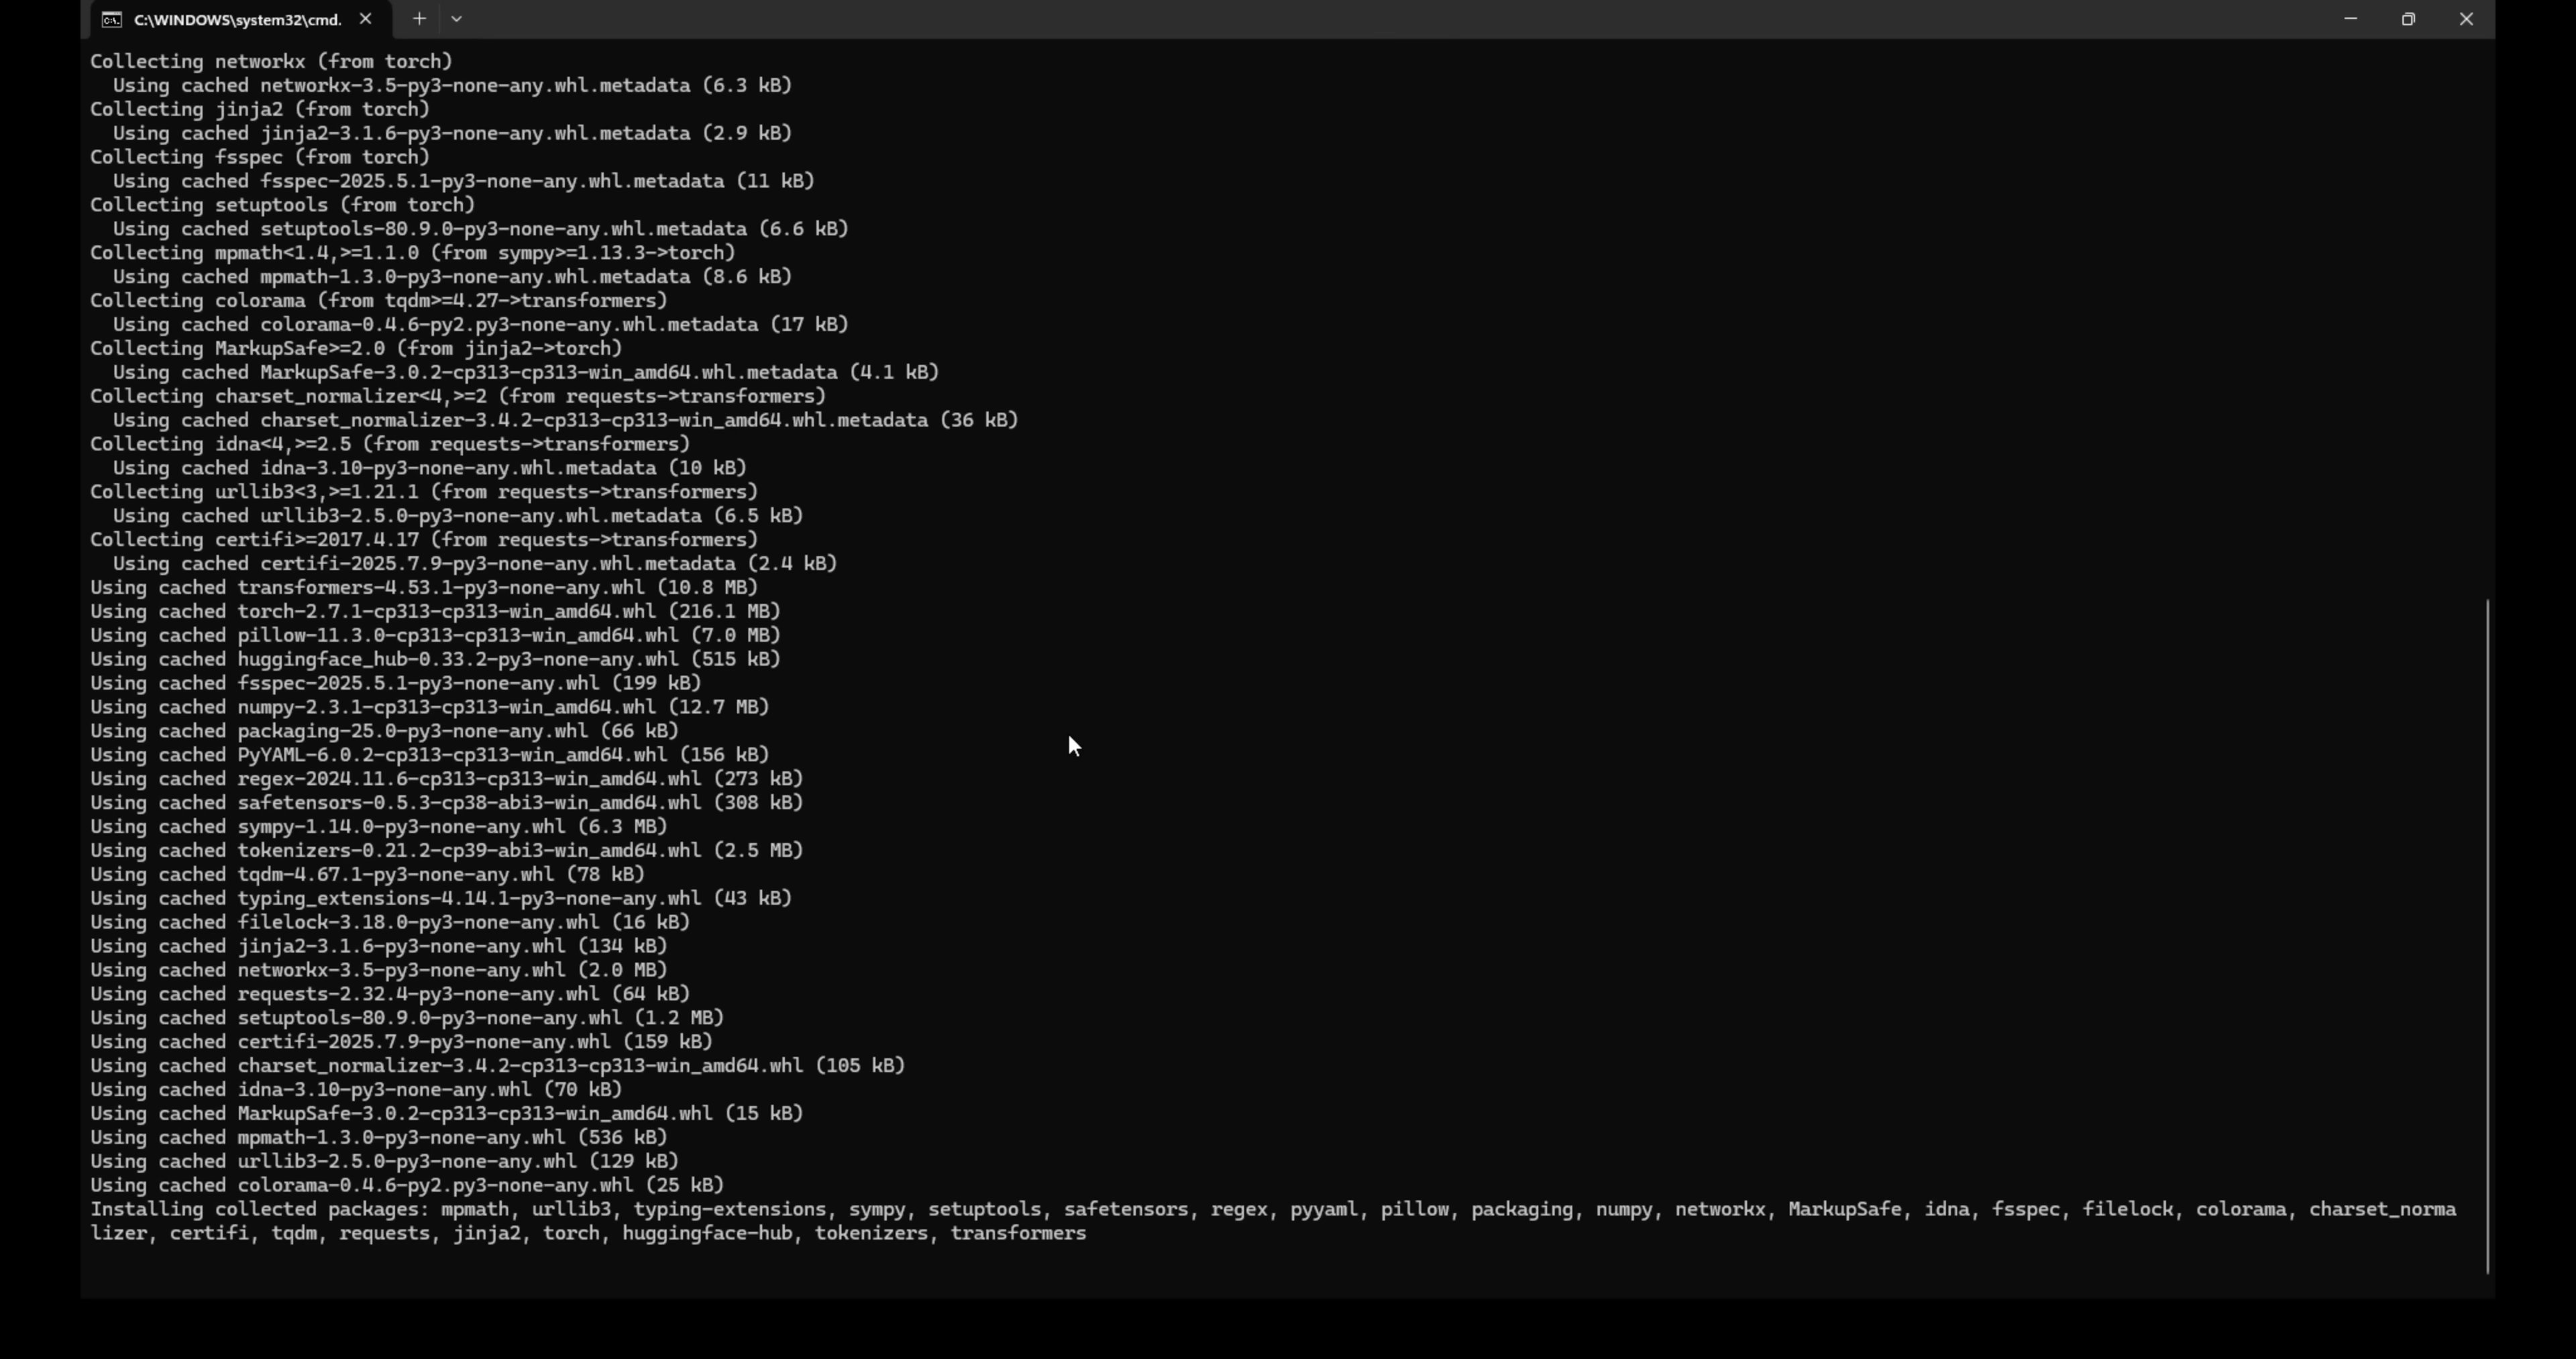 C:\WINDOWS\system32\cmd.
Collecting networkx (from torch)
  Using cached networkx-3.5-py3-none-any.whl.metadata (6.3 kB)
Collecting jinja2 (from torch)
  Using cached jinja2-3.1.6-py3-none-any.whl.metadata (2.9 kB)
Collecting fsspec (from torch)
  Using cached fsspec-2025.5.1-py3-none-any.whl.metadata (11 kB)
Collecting setuptools (from torch)
  Using cached setuptools-80.9.0-py3-none-any.whl.metadata (6.6 kB)
Collecting mpmath<1.4,>=1.1.0 (from sympy>=1.13.3->torch)
  Using cached mpmath-1.3.0-py3-none-any.whl.metadata (8.6 kB)
Collecting colorama (from tqdm>=4.27->transformers)
  Using cached colorama-0.4.6-py2.py3-none-any.whl.metadata (17 kB)
Collecting MarkupSafe>=2.0 (from jinja2->torch)
  Using cached MarkupSafe-3.0.2-cp313-cp313-win_amd64.whl.metadata (4.1 kB)
Collecting charset_normalizer<4,>=2 (from requests->transformers)
  Using cached charset_normalizer-3.4.2-cp313-cp313-win_amd64.whl.metadata (36 kB)
Collecting idna<4,>=2.5 (from requests->transformers)
  Using cached idna-3.10-py3-none-any.whl.metadata (10 kB)
Collecting urllib3<3,>=1.21.1 (from requests->transformers)
  Using cached urllib3-2.5.0-py3-none-any.whl.metadata (6.5 kB)
Collecting certifi>=2017.4.17 (from requests->transformers)
  Using cached certifi-2025.7.9-py3-none-any.whl.metadata (2.4 kB)
Using cached transformers-4.53.1-py3-none-any.whl (10.8 MB)
Using cached torch-2.7.1-cp313-cp313-win_amd64.whl (216.1 MB)
Using cached pillow-11.3.0-cp313-cp313-win_amd64.whl (7.0 MB)
Using cached huggingface_hub-0.33.2-py3-none-any.whl (515 kB)
Using cached fsspec-2025.5.1-py3-none-any.whl (199 kB)
Using cached numpy-2.3.1-cp313-cp313-win_amd64.whl (12.7 MB)
Using cached packaging-25.0-py3-none-any.whl (66 kB)
Using cached PyYAML-6.0.2-cp313-cp313-win_amd64.whl (156 kB)
Using cached regex-2024.11.6-cp313-cp313-win_amd64.whl (273 kB)
Using cached safetensors-0.5.3-cp38-abi3-win_amd64.whl (308 kB)
Using cached sympy-1.14.0-py3-none-any.whl (6.3 MB)
Using cached tokenizers-0.21.2-cp39-abi3-win_amd64.whl (2.5 MB)
Using cached tqdm-4.67.1-py3-none-any.whl (78 kB)
Using cached typing_extensions-4.14.1-py3-none-any.whl (43 kB)
Using cached filelock-3.18.0-py3-none-any.whl (16 kB)
Using cached jinja2-3.1.6-py3-none-any.whl (134 kB)
Using cached networkx-3.5-py3-none-any.whl (2.0 MB)
Using cached requests-2.32.4-py3-none-any.whl (64 kB)
Using cached setuptools-80.9.0-py3-none-any.whl (1.2 MB)
Using cached certifi-2025.7.9-py3-none-any.whl (159 kB)
Using cached charset_normalizer-3.4.2-cp313-cp313-win_amd64.whl (105 kB)
Using cached idna-3.10-py3-none-any.whl (70 kB)
Using cached MarkupSafe-3.0.2-cp313-cp313-win_amd64.whl (15 kB)
Using cached mpmath-1.3.0-py3-none-any.whl (536 kB)
Using cached urllib3-2.5.0-py3-none-any.whl (129 kB)
Using cached colorama-0.4.6-py2.py3-none-any.whl (25 kB)
Installing collected packages: mpmath, urllib3, typing-extensions, sympy, setuptools, safetensors, regex, pyyaml, pillow, packaging, numpy, networkx, MarkupSafe, idna, fsspec, filelock, colorama, charset_norma
lizer, certifi, tqdm, requests, jinja2, torch, huggingface-hub, tokenizers, transformers